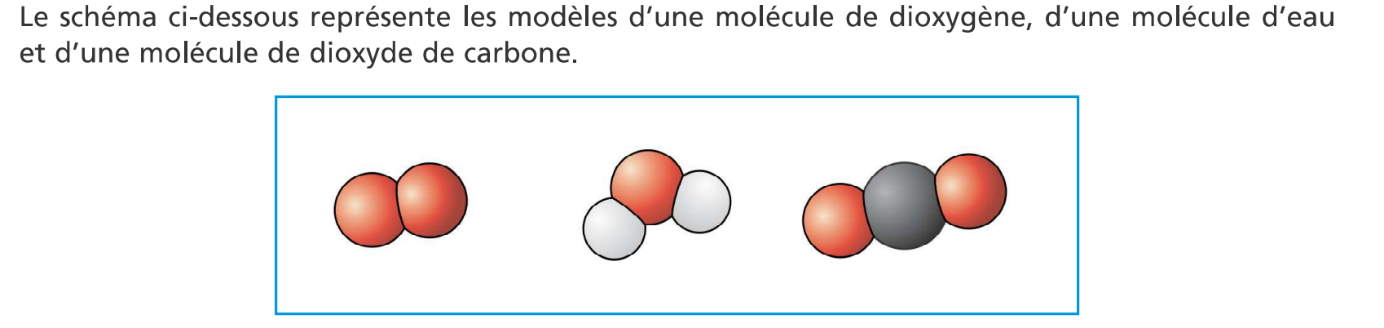 Le schéma ci-dessous représente les modèles d’une molécule de dioxygène, d’une molécule d’eau
et d’une molécule de dioxyde de carbone.